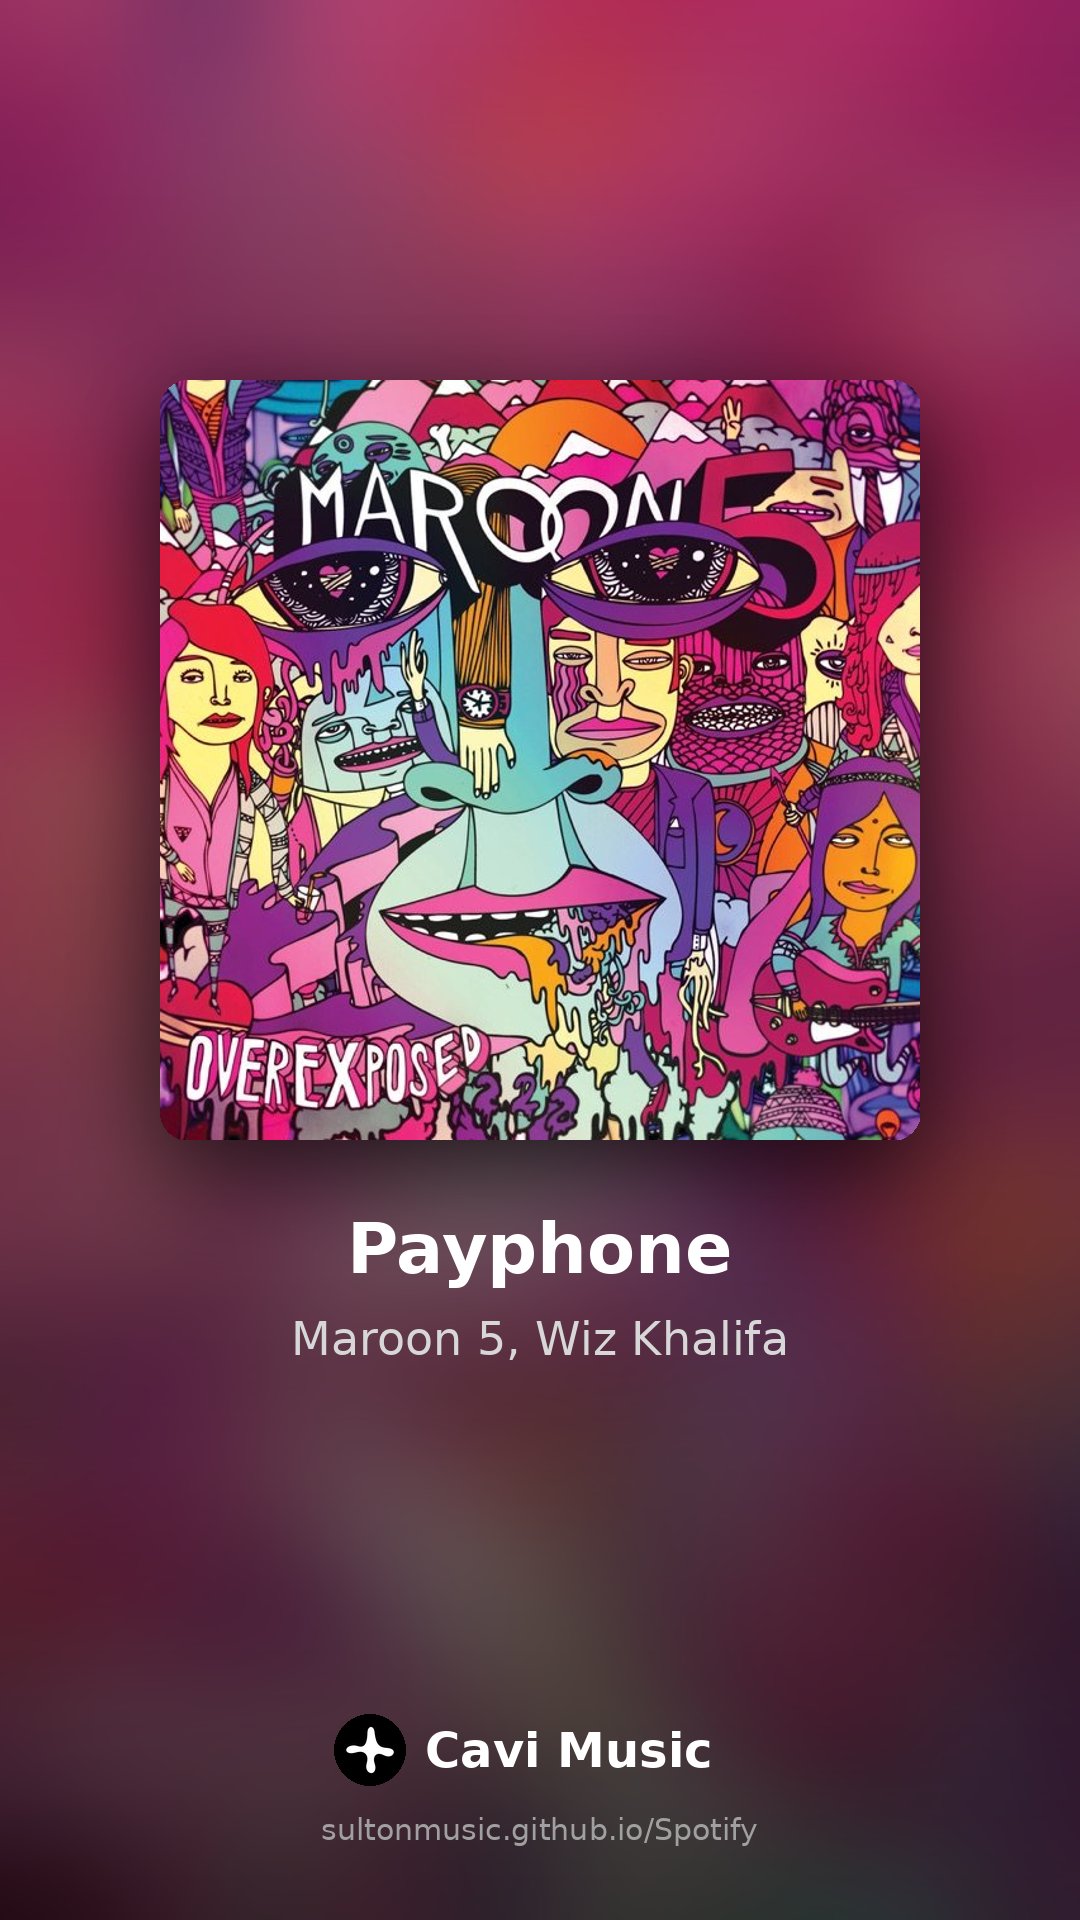 MAROON 5
OVEREXPOSED
Payphone
Maroon 5, Wiz Khalifa
Cavi Music
sultonmusic.github.io/Spotify